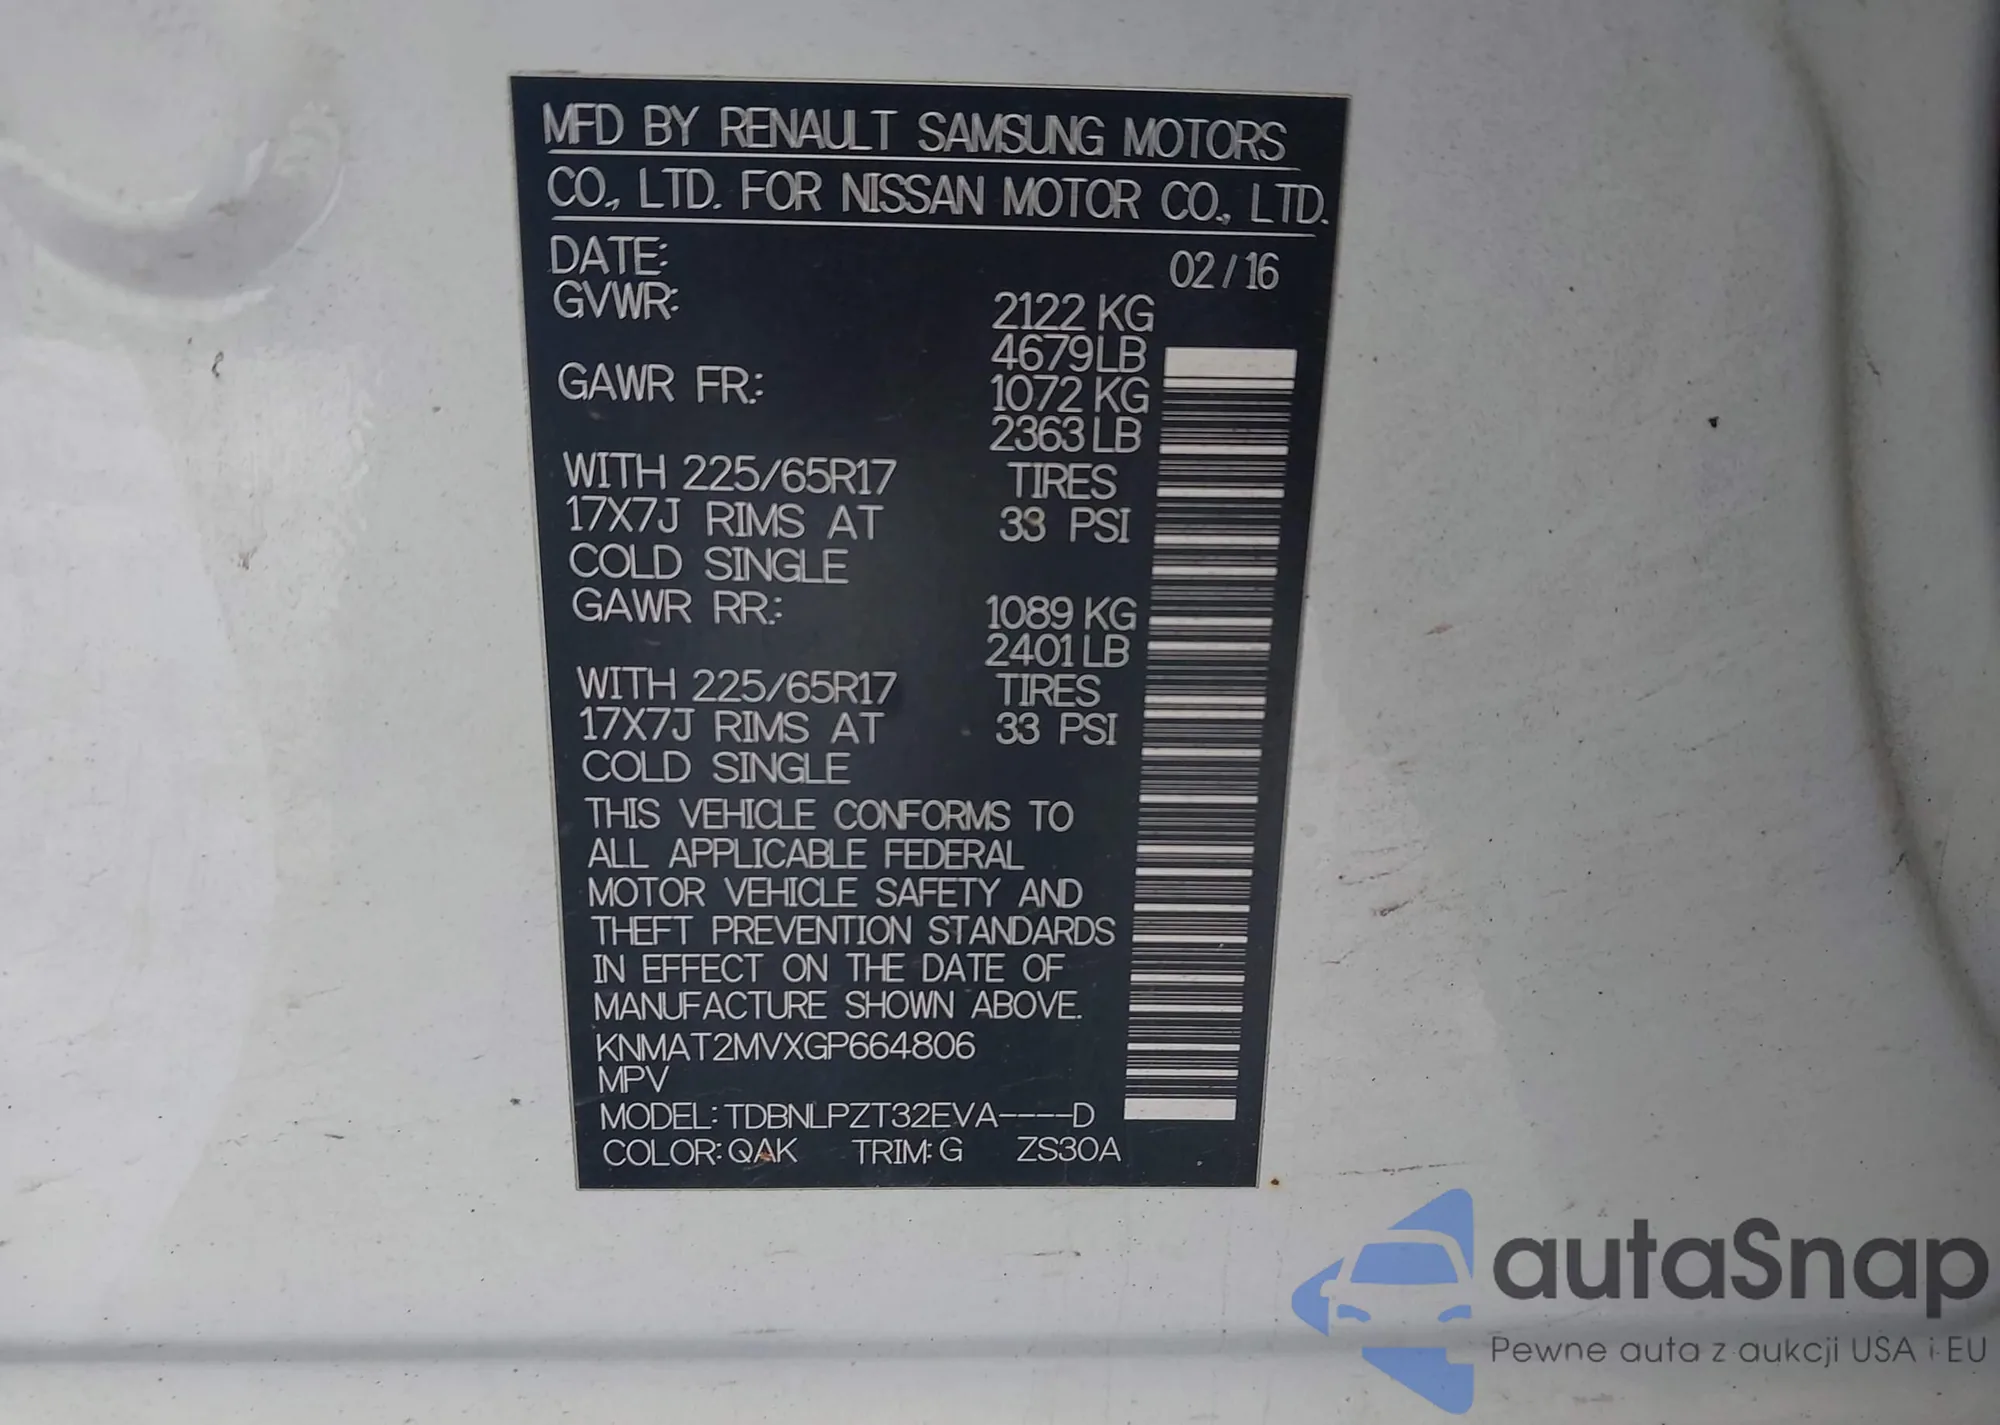 MFD BY RENAULT SAMSUNG MOTORS
CO., LTD. FOR NISSAN MOTOR CO., LTD.
DATE: 02/16
GVWR: 2122 KG
4679 LB
GAWR FR.: 1072 KG
2363 LB
WITH 225/65R17 TIRES
17X7J RIMS AT 33 PSI
COLD SINGLE
GAWR RR.: 1089 KG
2401 LB
WITH 225/65R17 TIRES
17X7J RIMS AT 33 PSI
COLD SINGLE
THIS VEHICLE CONFORMS TO
ALL APPLICABLE FEDERAL
MOTOR VEHICLE SAFETY AND
THEFT PREVENTION STANDARDS
IN EFFECT ON THE DATE OF
MANUFACTURE SHOWN ABOVE.
KNMAT2MVXGP664806
MPV
MODEL: TDBNLPZT32EVA----D
COLOR: QAK TRIM: G ZS30A
autaSnap
Pewne auta z aukcji USA i EU